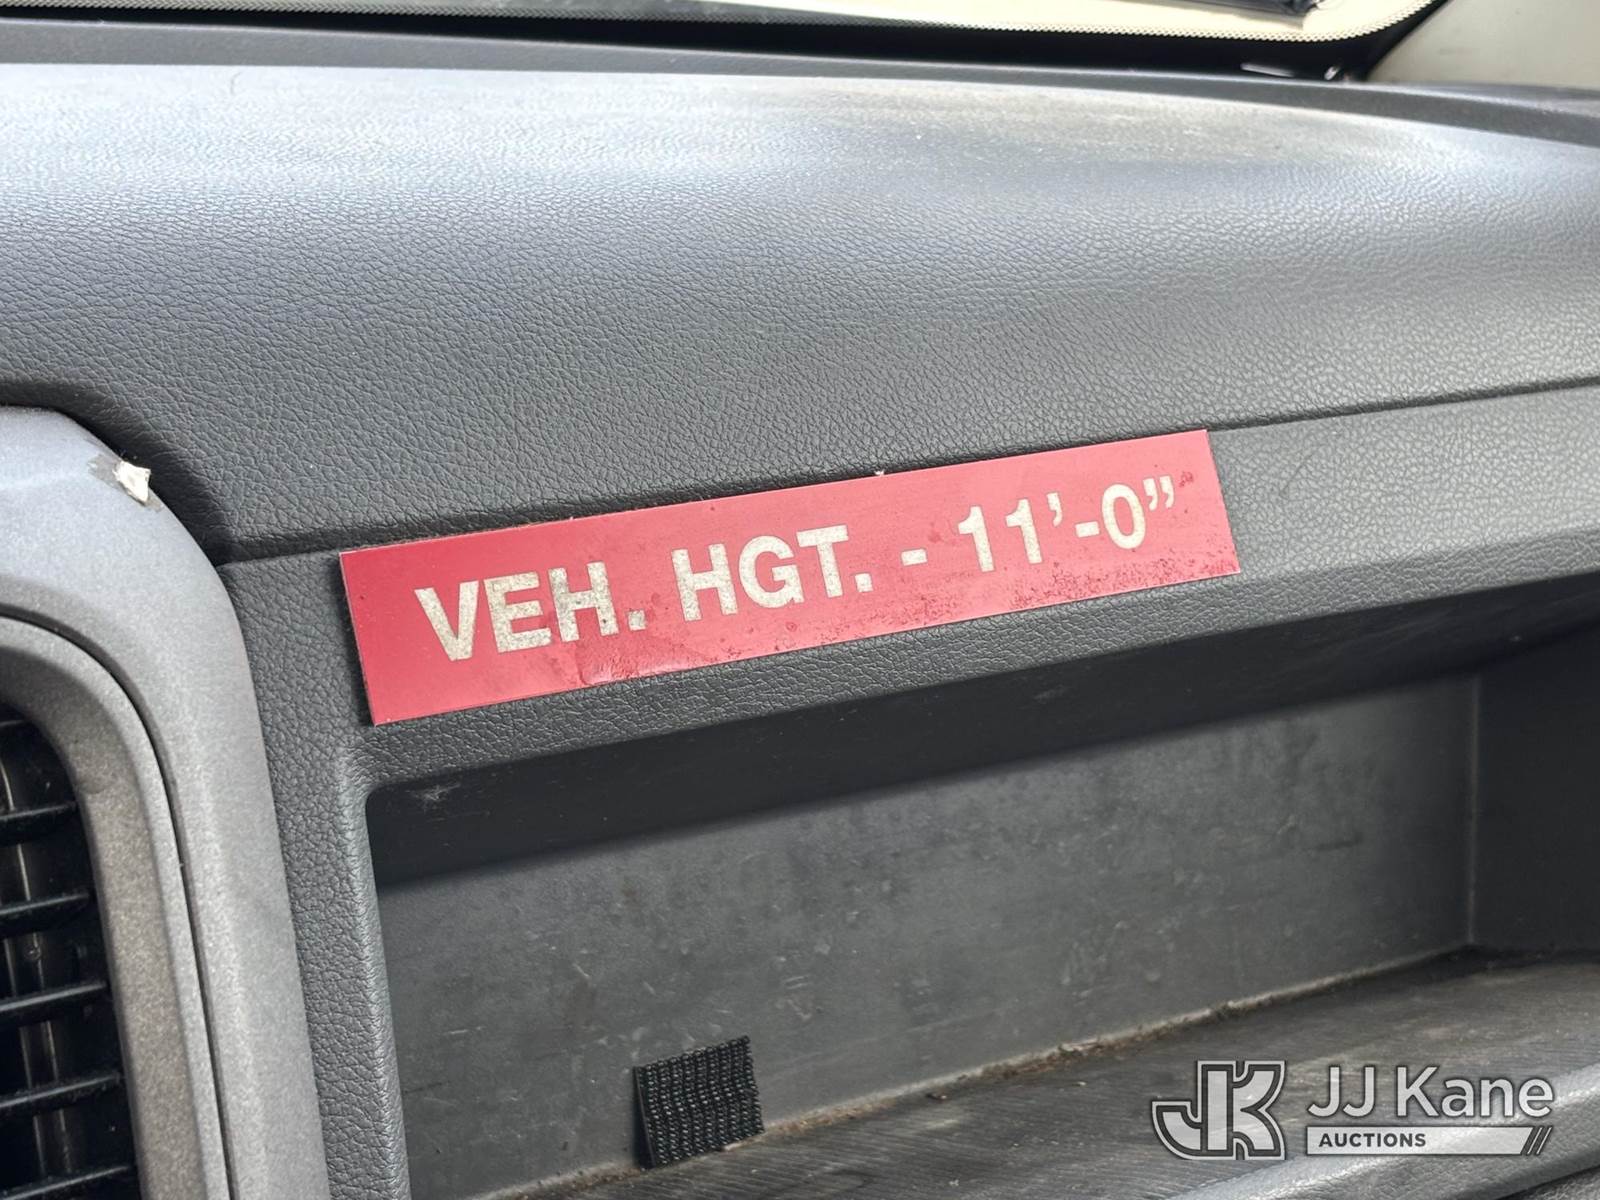 VEH. HGT. - 11'-0"
JJ Kane
AUCTIONS